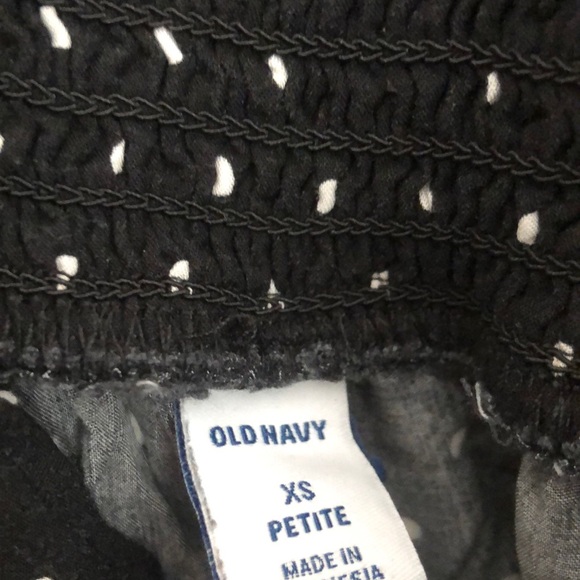 OLD NAVY
XS
PETITE
MADE IN